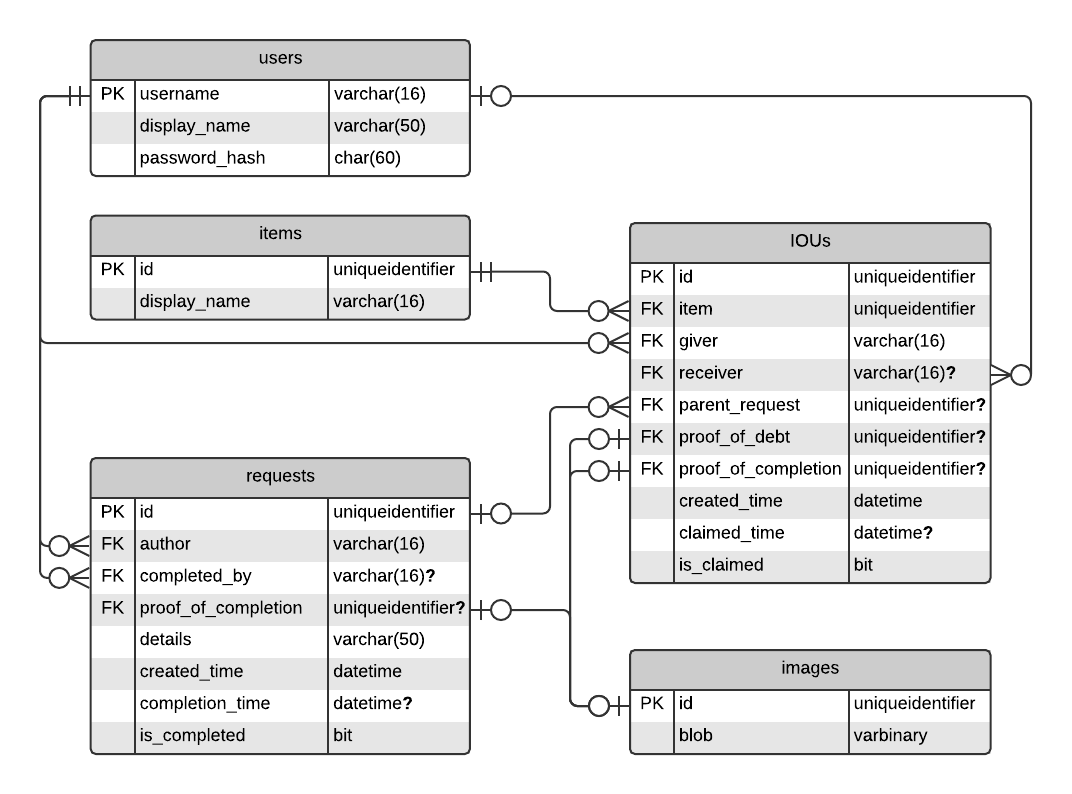 users
PK username varchar(16)
display_name varchar(50)
password_hash char(60)
items
PK id uniqueidentifier
display_name varchar(16)
IOUs
PK id uniqueidentifier
FK item uniqueidentifier
FK giver varchar(16)
FK receiver varchar(16)?
FK parent_request uniqueidentifier?
FK proof_of_debt uniqueidentifier?
FK proof_of_completion uniqueidentifier?
created_time datetime
claimed_time datetime?
is_claimed bit
requests
PK id uniqueidentifier
FK author varchar(16)
FK completed_by varchar(16)?
FK proof_of_completion uniqueidentifier?
details varchar(50)
created_time datetime
completion_time datetime?
is_completed bit
images
PK id uniqueidentifier
blob varbinary